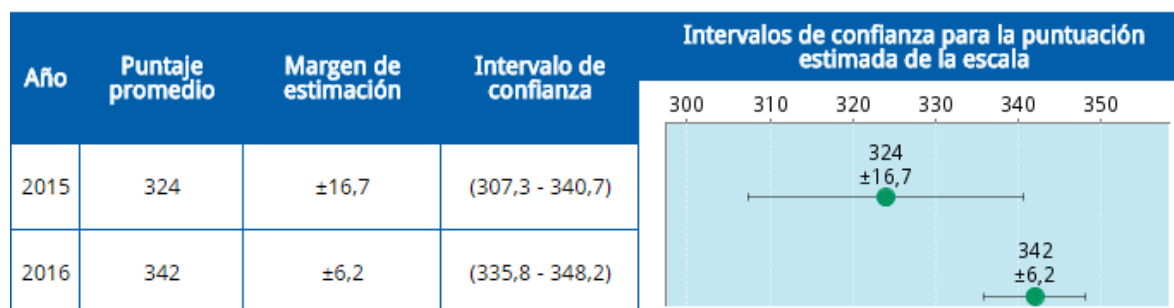 Año
Puntaje
promedio
Margen de
estimación
Intervalo de
confianza
Intervalos de confianza para la puntuación
estimada de la escala
300 310 320 330 340 350
2015 324 ±16,7 (307,3 - 340,7)
324
±16,7
2016 342 ±6,2 (335,8 - 348,2)
342
±6,2